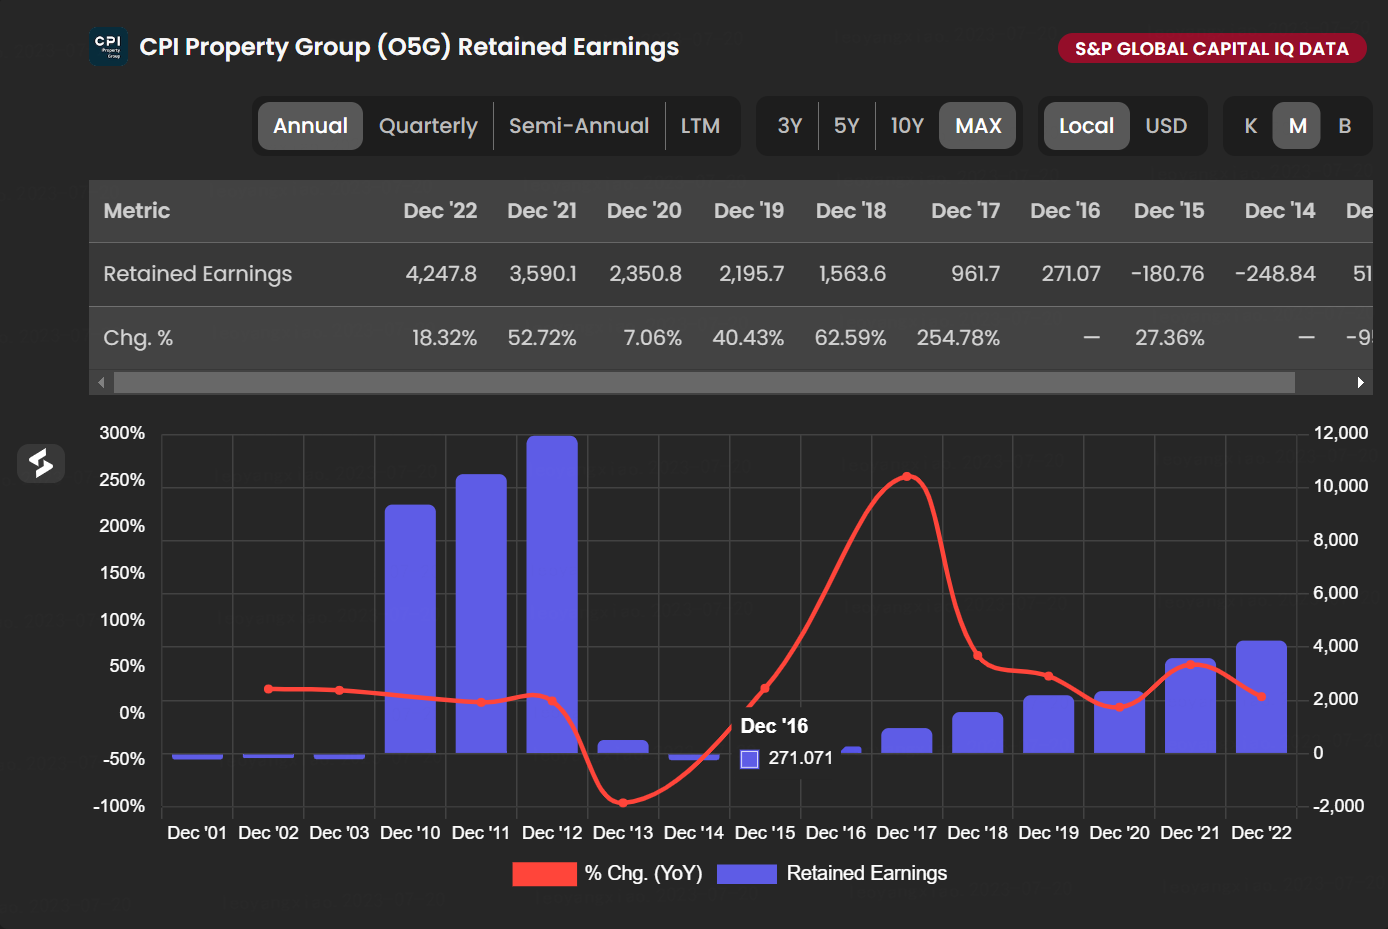 CPI
Property
Group
CPI Property Group (O5G) Retained Earnings
S&P GLOBAL CAPITAL IQ DATA
Annual Quarterly Semi-Annual LTM 3Y 5Y 10Y MAX Local USD K M B
Metric Dec '22 Dec '21 Dec '20 Dec '19 Dec '18 Dec '17 Dec '16 Dec '15 Dec '14 De
Retained Earnings 4,247.8 3,590.1 2,350.8 2,195.7 1,563.6 961.7 271.07 -180.76 -248.84 51
Chg. % 18.32% 52.72% 7.06% 40.43% 62.59% 254.78% — 27.36% — -9
300% 12,000
250% 10,000
200% 8,000
150% 6,000
100% 4,000
50% 2,000
0% 0
-50% -2,000
-100%
Dec '16
271.071
Dec '01 Dec '02 Dec '03 Dec '10 Dec '11 Dec '12 Dec '13 Dec '14 Dec '15 Dec '16 Dec '17 Dec '18 Dec '19 Dec '20 Dec '21 Dec '22
% Chg. (YoY) Retained Earnings